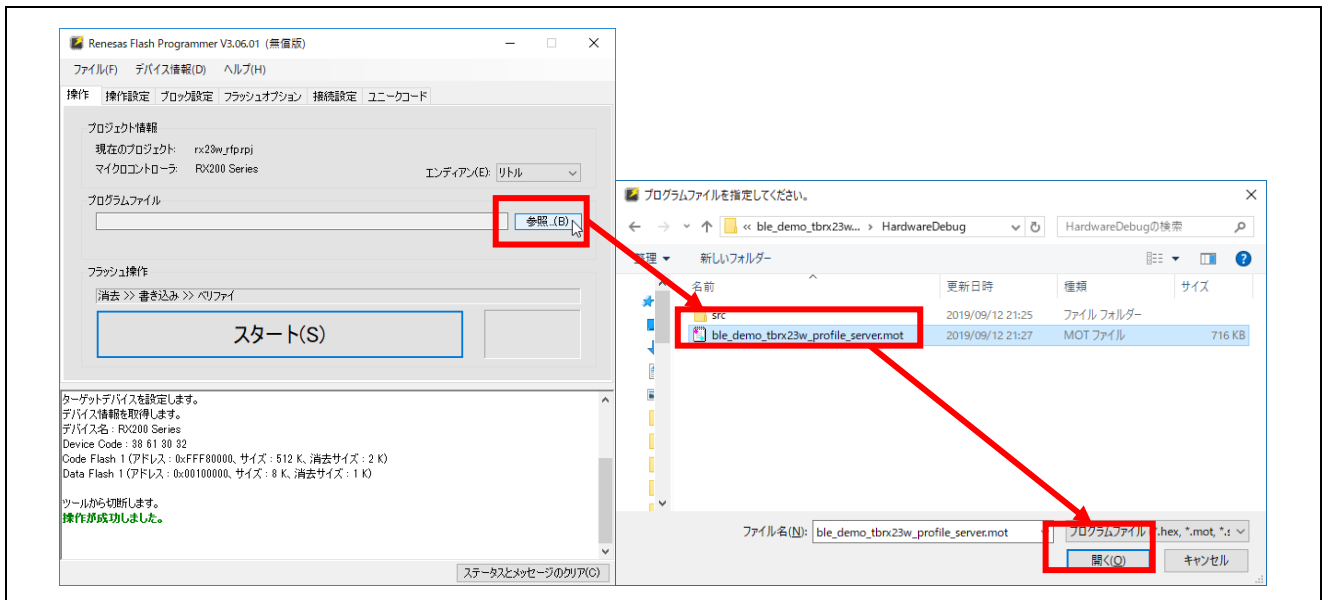 Renesas Flash Programmer V3.06.01 (無償版)
ファイル(F) デバイス情報(D) ヘルプ(H)
操作 操作設定 ブロック設定 フラッシュオプション 接続設定 ユニークコード
プロジェクト情報
現在のプロジェクト: rx23w_rfp.rpj
マイクロコントローラ: RX200 Series
エンディアン(E): リトル
プログラムファイル
参照...(B)
フラッシュ操作
消去 >> 書き込み >> ベリファイ
スタート(S)
ターゲットデバイスを設定します。
デバイス情報を取得します。
デバイス名 : RX200 Series
Device Code : 38 61 30 32
Code Flash 1 (アドレス : 0xFFF80000、サイズ : 512 K、消去サイズ : 2 K)
Data Flash 1 (アドレス : 0x00100000、サイズ : 8 K、消去サイズ : 1 K)
ツールから切断します。
操作が成功しました。
ステータスとメッセージのクリア(C)
プログラムファイルを指定してください。
« ble_demo_tbrx23w... › HardwareDebug
HardwareDebugの検索
整理 新しいフォルダー
名前 更新日時 種類 サイズ
src 2019/09/12 21:25 ファイル フォルダー
ble_demo_tbrx23w_profile_server.mot 2019/09/12 21:27 MOT ファイル 716 KB
ファイル名(N): ble_demo_tbrx23w_profile_server.mot
プログラムファイル (*.hex, *.mot, *.s
開く(O) キャンセル